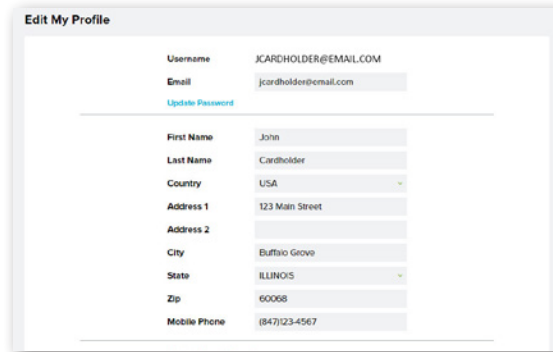 Edit My Profile
Username JCARDHOLDER@EMAIL.COM
Email jcardholder@email.com
Update Password
First Name John
Last Name Cardholder
Country USA
Address 1 123 Main Street
Address 2
City Buffalo Grove
State ILLINOIS
Zip 60068
Mobile Phone (847)123-4567